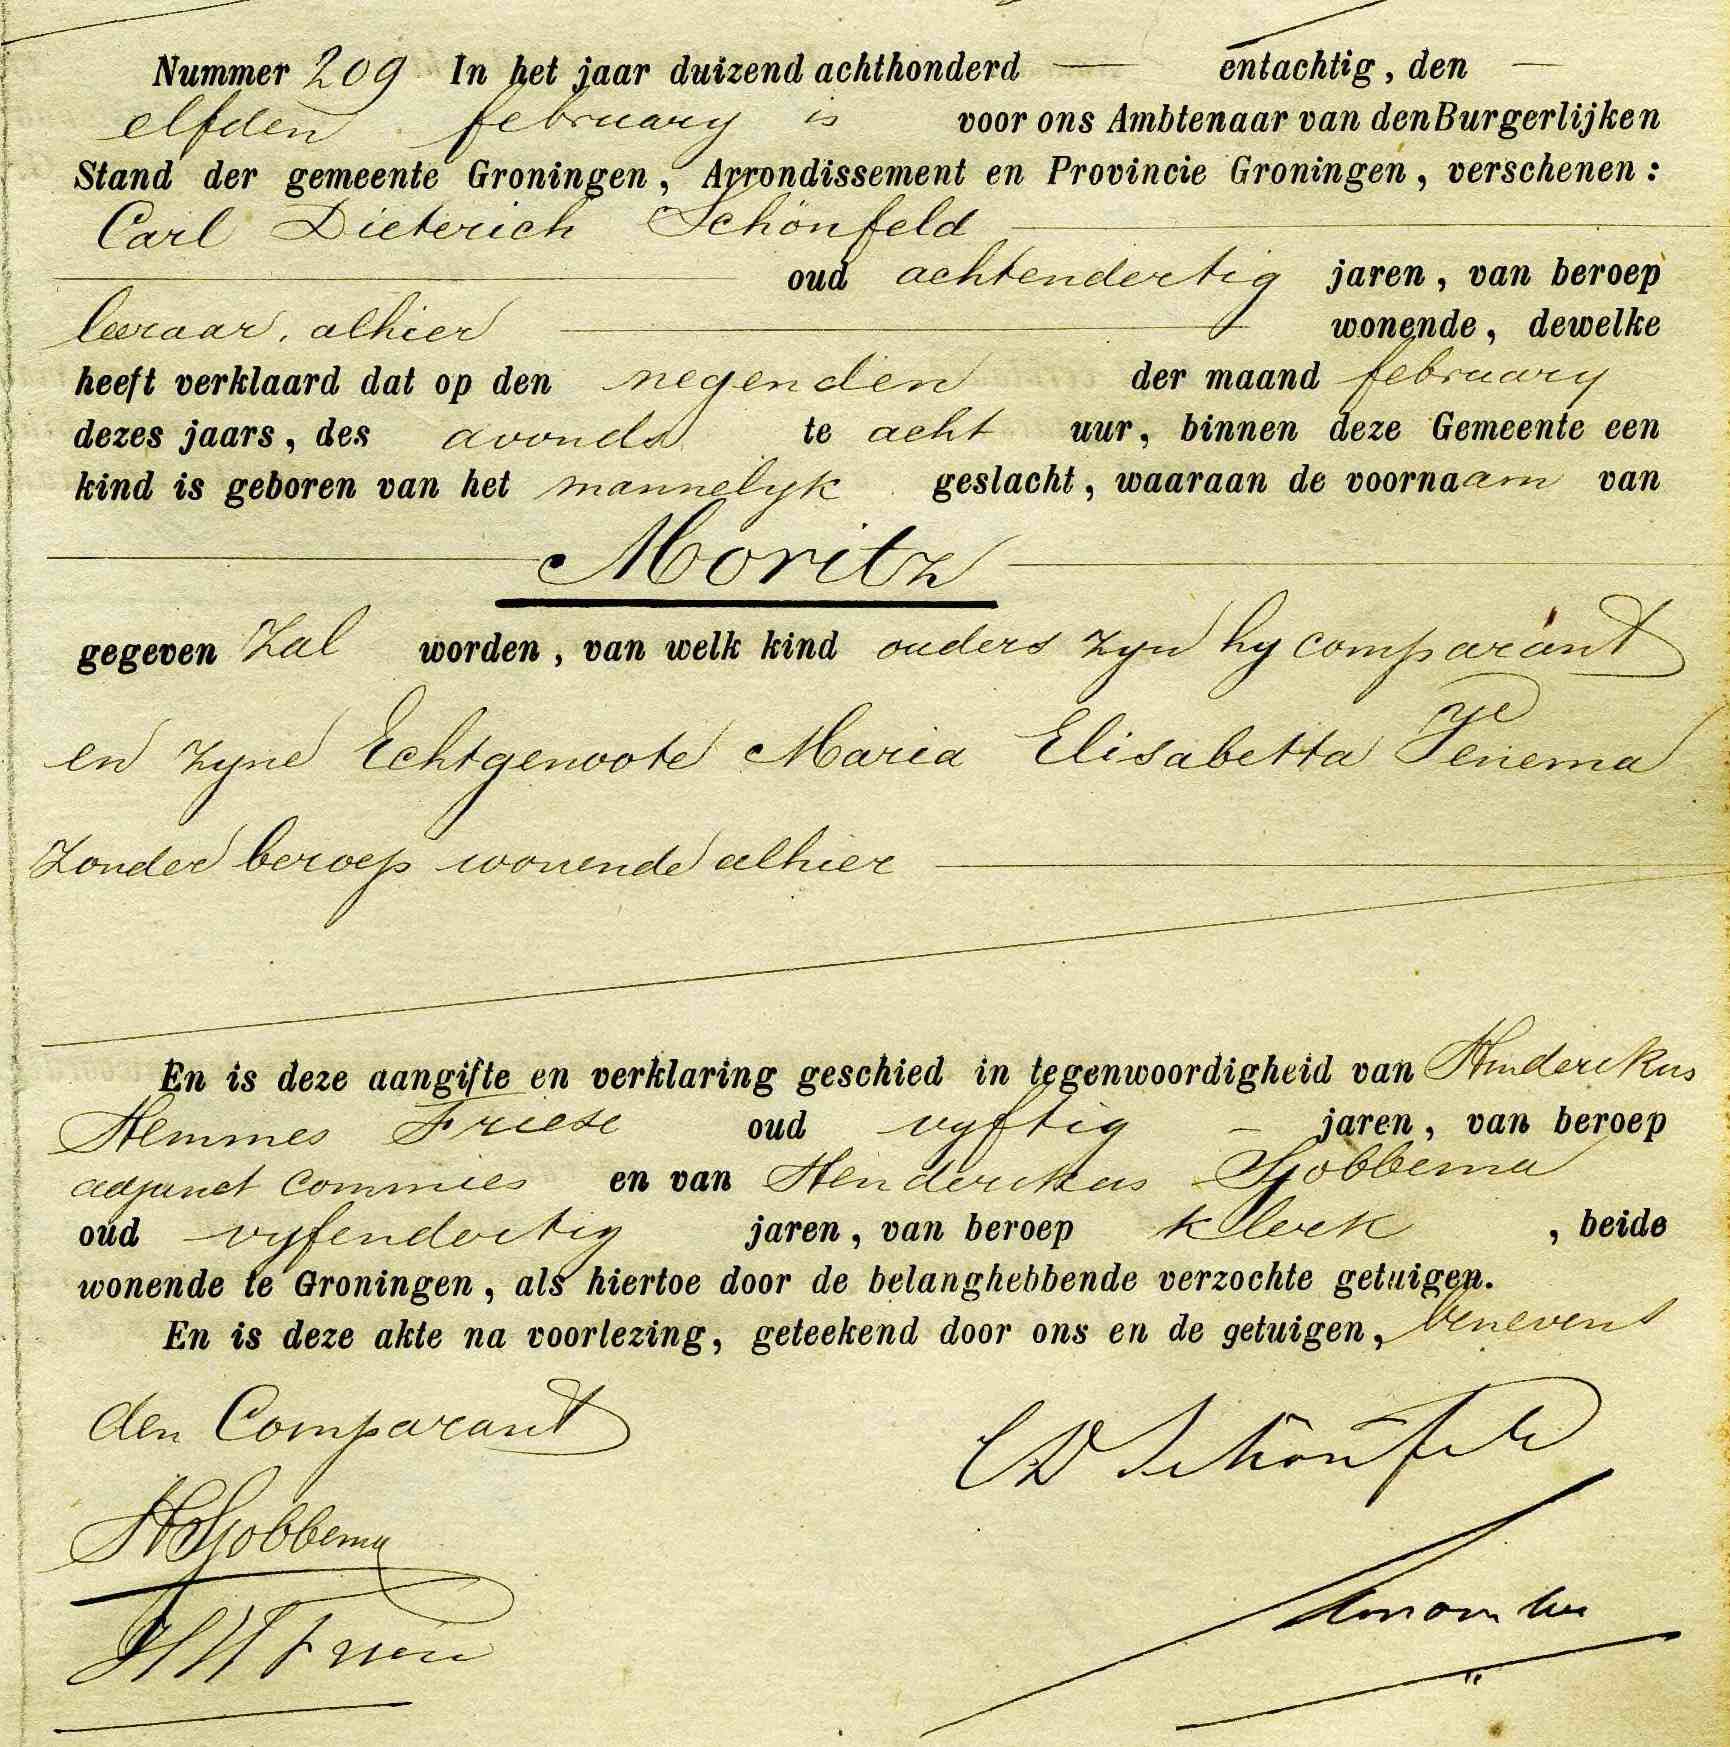 Nummer 209 In het jaar duizend achthonderd — entachtig, den —
elfden february is voor ons Ambtenaar van den Burgerlijken
Stand der gemeente Groningen, Arrondissement en Provincie Groningen, verschenen:
Carl Dieterich Schönfeld
oud achtendertig jaren, van beroep
leeraar, alhier wonende, dewelke
heeft verklaard dat op den negenden der maand february
dezes jaars, des avonds te acht uur, binnen deze Gemeente een
kind is geboren van het mannelyk geslacht, waaraan de voornaam van
Moritz
gegeven zal worden, van welk kind ouders zyn hy comparant
en zyne Echtgenoote Maria Elisabetta Penema
zonder beroep wonende alhier
En is deze aangifte en verklaring geschied in tegenwoordigheid van Hinderikus
Hemmes Friese oud vyftig jaren, van beroep
adjunct commies en van Henderikus Sjobbema
oud vyfendertig jaren, van beroep klerk, beide
wonende te Groningen, als hiertoe door de belanghebbende verzochte getuigen.
En is deze akte na voorlezing, geteekend door ons en de getuigen, benevens
den Comparant
CD Schönfeld
HSjobbema
HHFriese